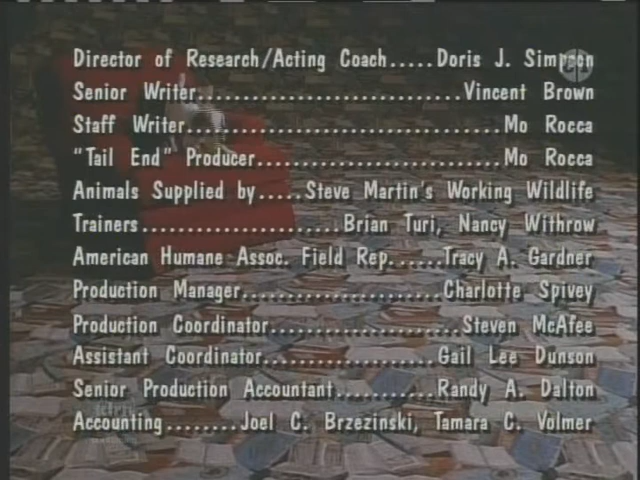 Director of Research/Acting Coach.....Doris J. Simpson
Senior Writer............................Vincent Brown
Staff Writer.................................Mo Rocca
"Tail End" Producer.........................Mo Rocca
Animals Supplied by.....Steve Martin's Working Wildlife
Trainers.....................Brian Turi, Nancy Withrow
American Humane Assoc. Field Rep.......Tracy A. Gardner
Production Manager.....................Charlotte Spivey
Production Coordinator....................Steven McAfee
Assistant Coordinator..................Gail Lee Dunson
Senior Production Accountant...........Randy A. Dalton
Accounting........Joel C. Brzezinski, Tamara C. Volmer